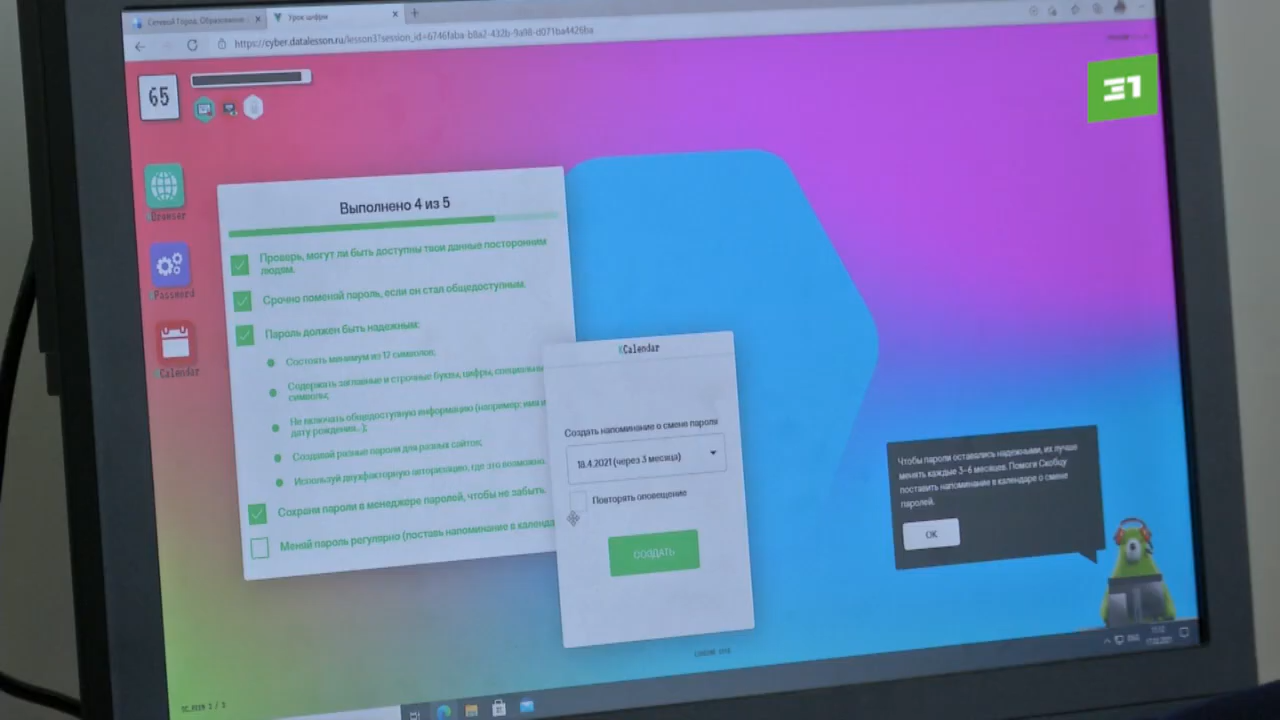 Сетевой Город. Образование
Урок цифры
https://cyber.datalesson.ru/lesson3?session_id=6746faba-b8a2-432b-9a98-d071ba4426ba
65
31
Browser
Password
Calendar
Выполнено 4 из 5
Проверь, могут ли быть доступны твои данные посторонним
людям.
Срочно поменяй пароль, если он стал общедоступным.
Пароль должен быть надежным:
Состоять минимум из 12 символов;
Содержать заглавные и строчные буквы, цифры, специальные
символы;
Не включать общедоступную информацию (например: имя и
дату рождения...);
Создавай разные пароли для разных сайтов;
Используй двухфакторную авторизацию, где это возможно.
Сохрани пароли в менеджере паролей, чтобы не забыть.
Меняй пароль регулярно (поставь напоминание в календа
Calendar
Создать напоминание о смене пароля
18.4.2021 (через 3 месяца)
Повторять оповещение
СОЗДАТЬ
Чтобы пароли оставались надежными, их лучше
менять каждые 3-6 месяцев. Помоги Скобцу
поставить напоминание в календаре о смене
паролей.
ОК